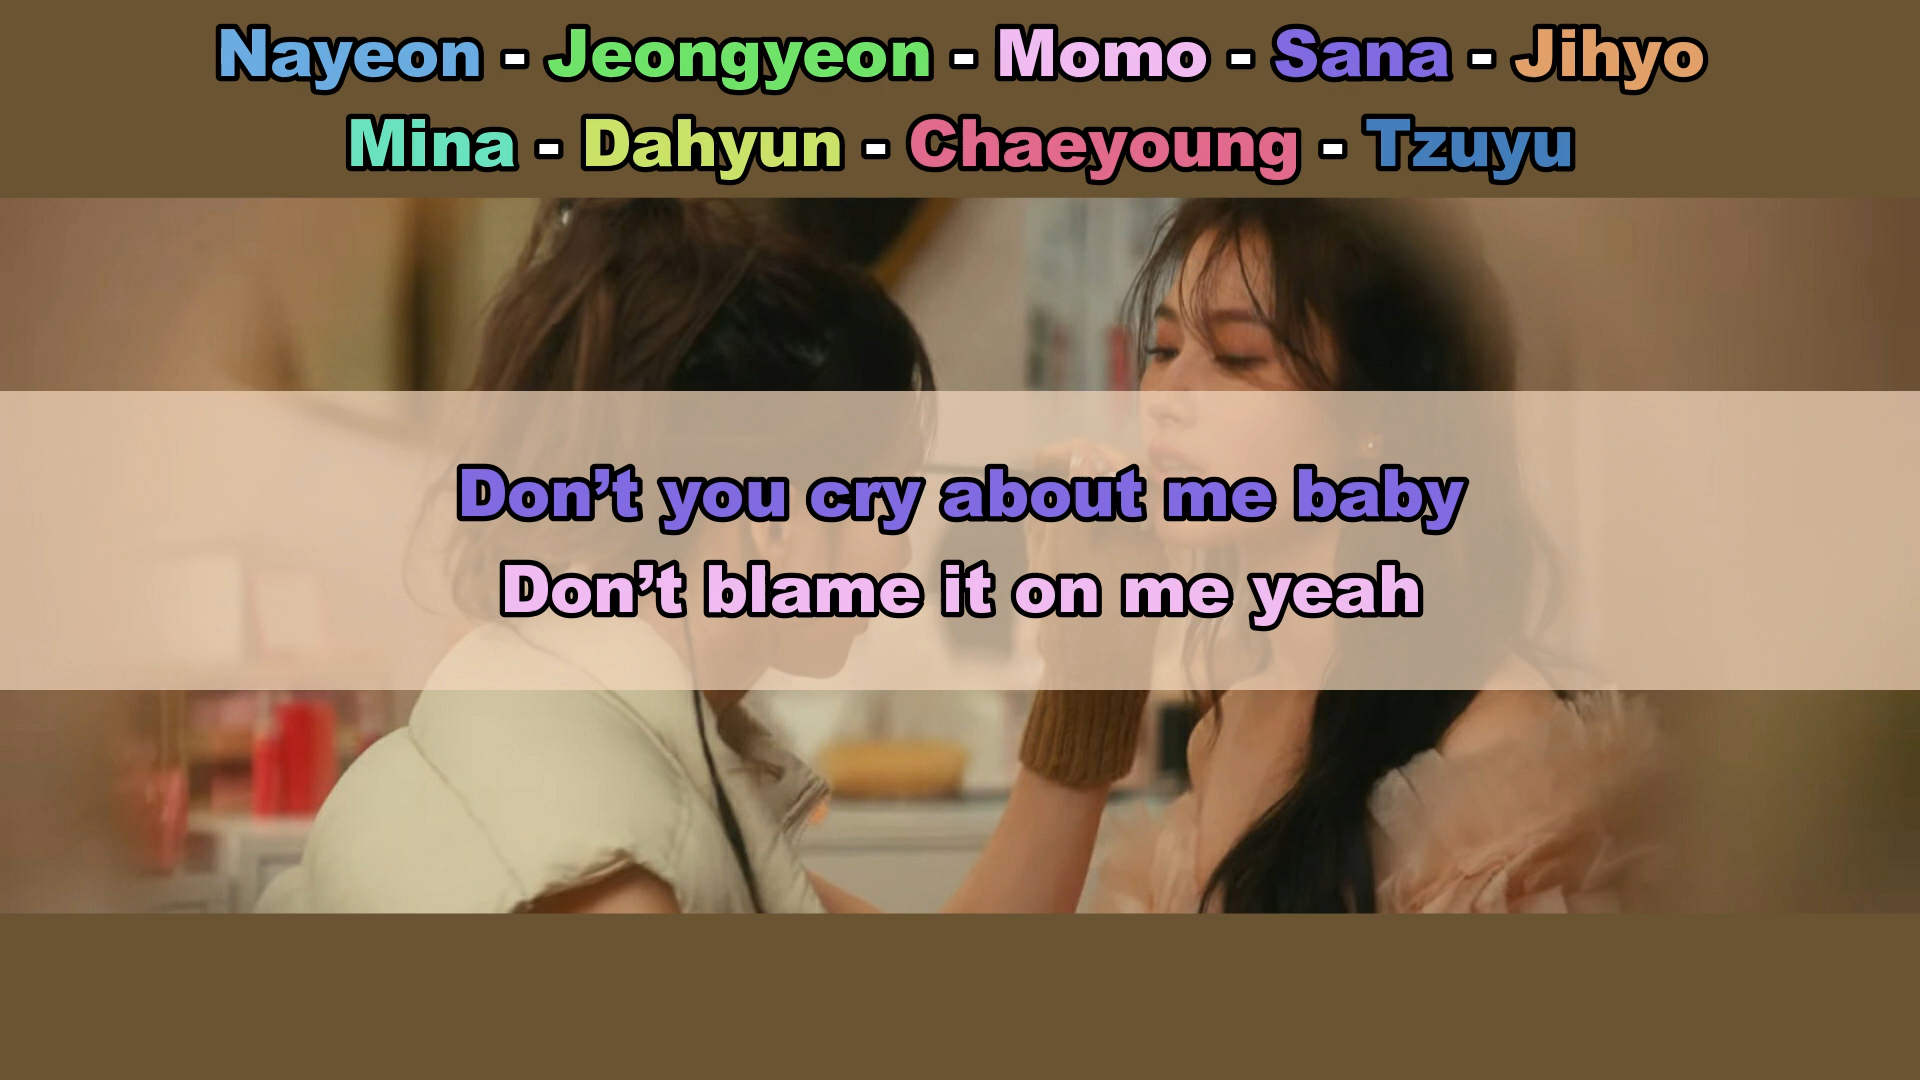 Nayeon - Jeongyeon - Momo - Sana - Jihyo
Mina - Dahyun - Chaeyoung - Tzuyu
Don’t you cry about me baby
Don’t blame it on me yeah